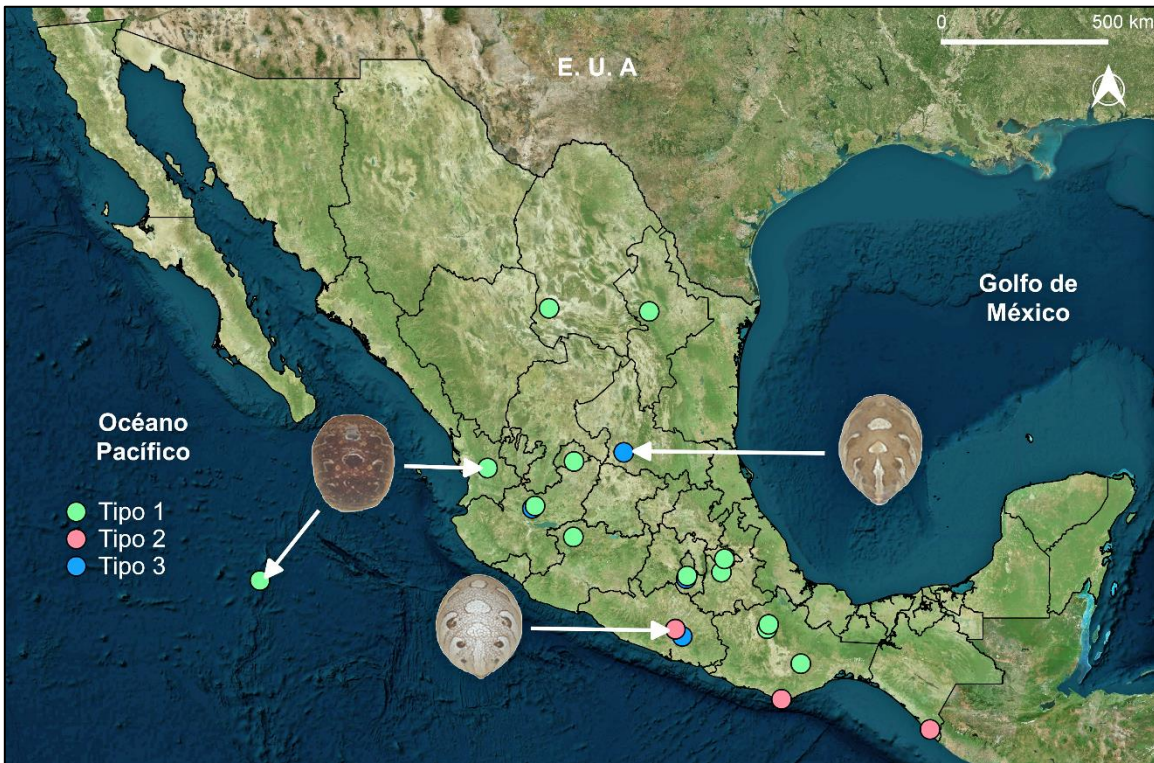 0 500 km
E. U. A
Golfo de
México
Océano
Pacífico
Tipo 1
Tipo 2
Tipo 3